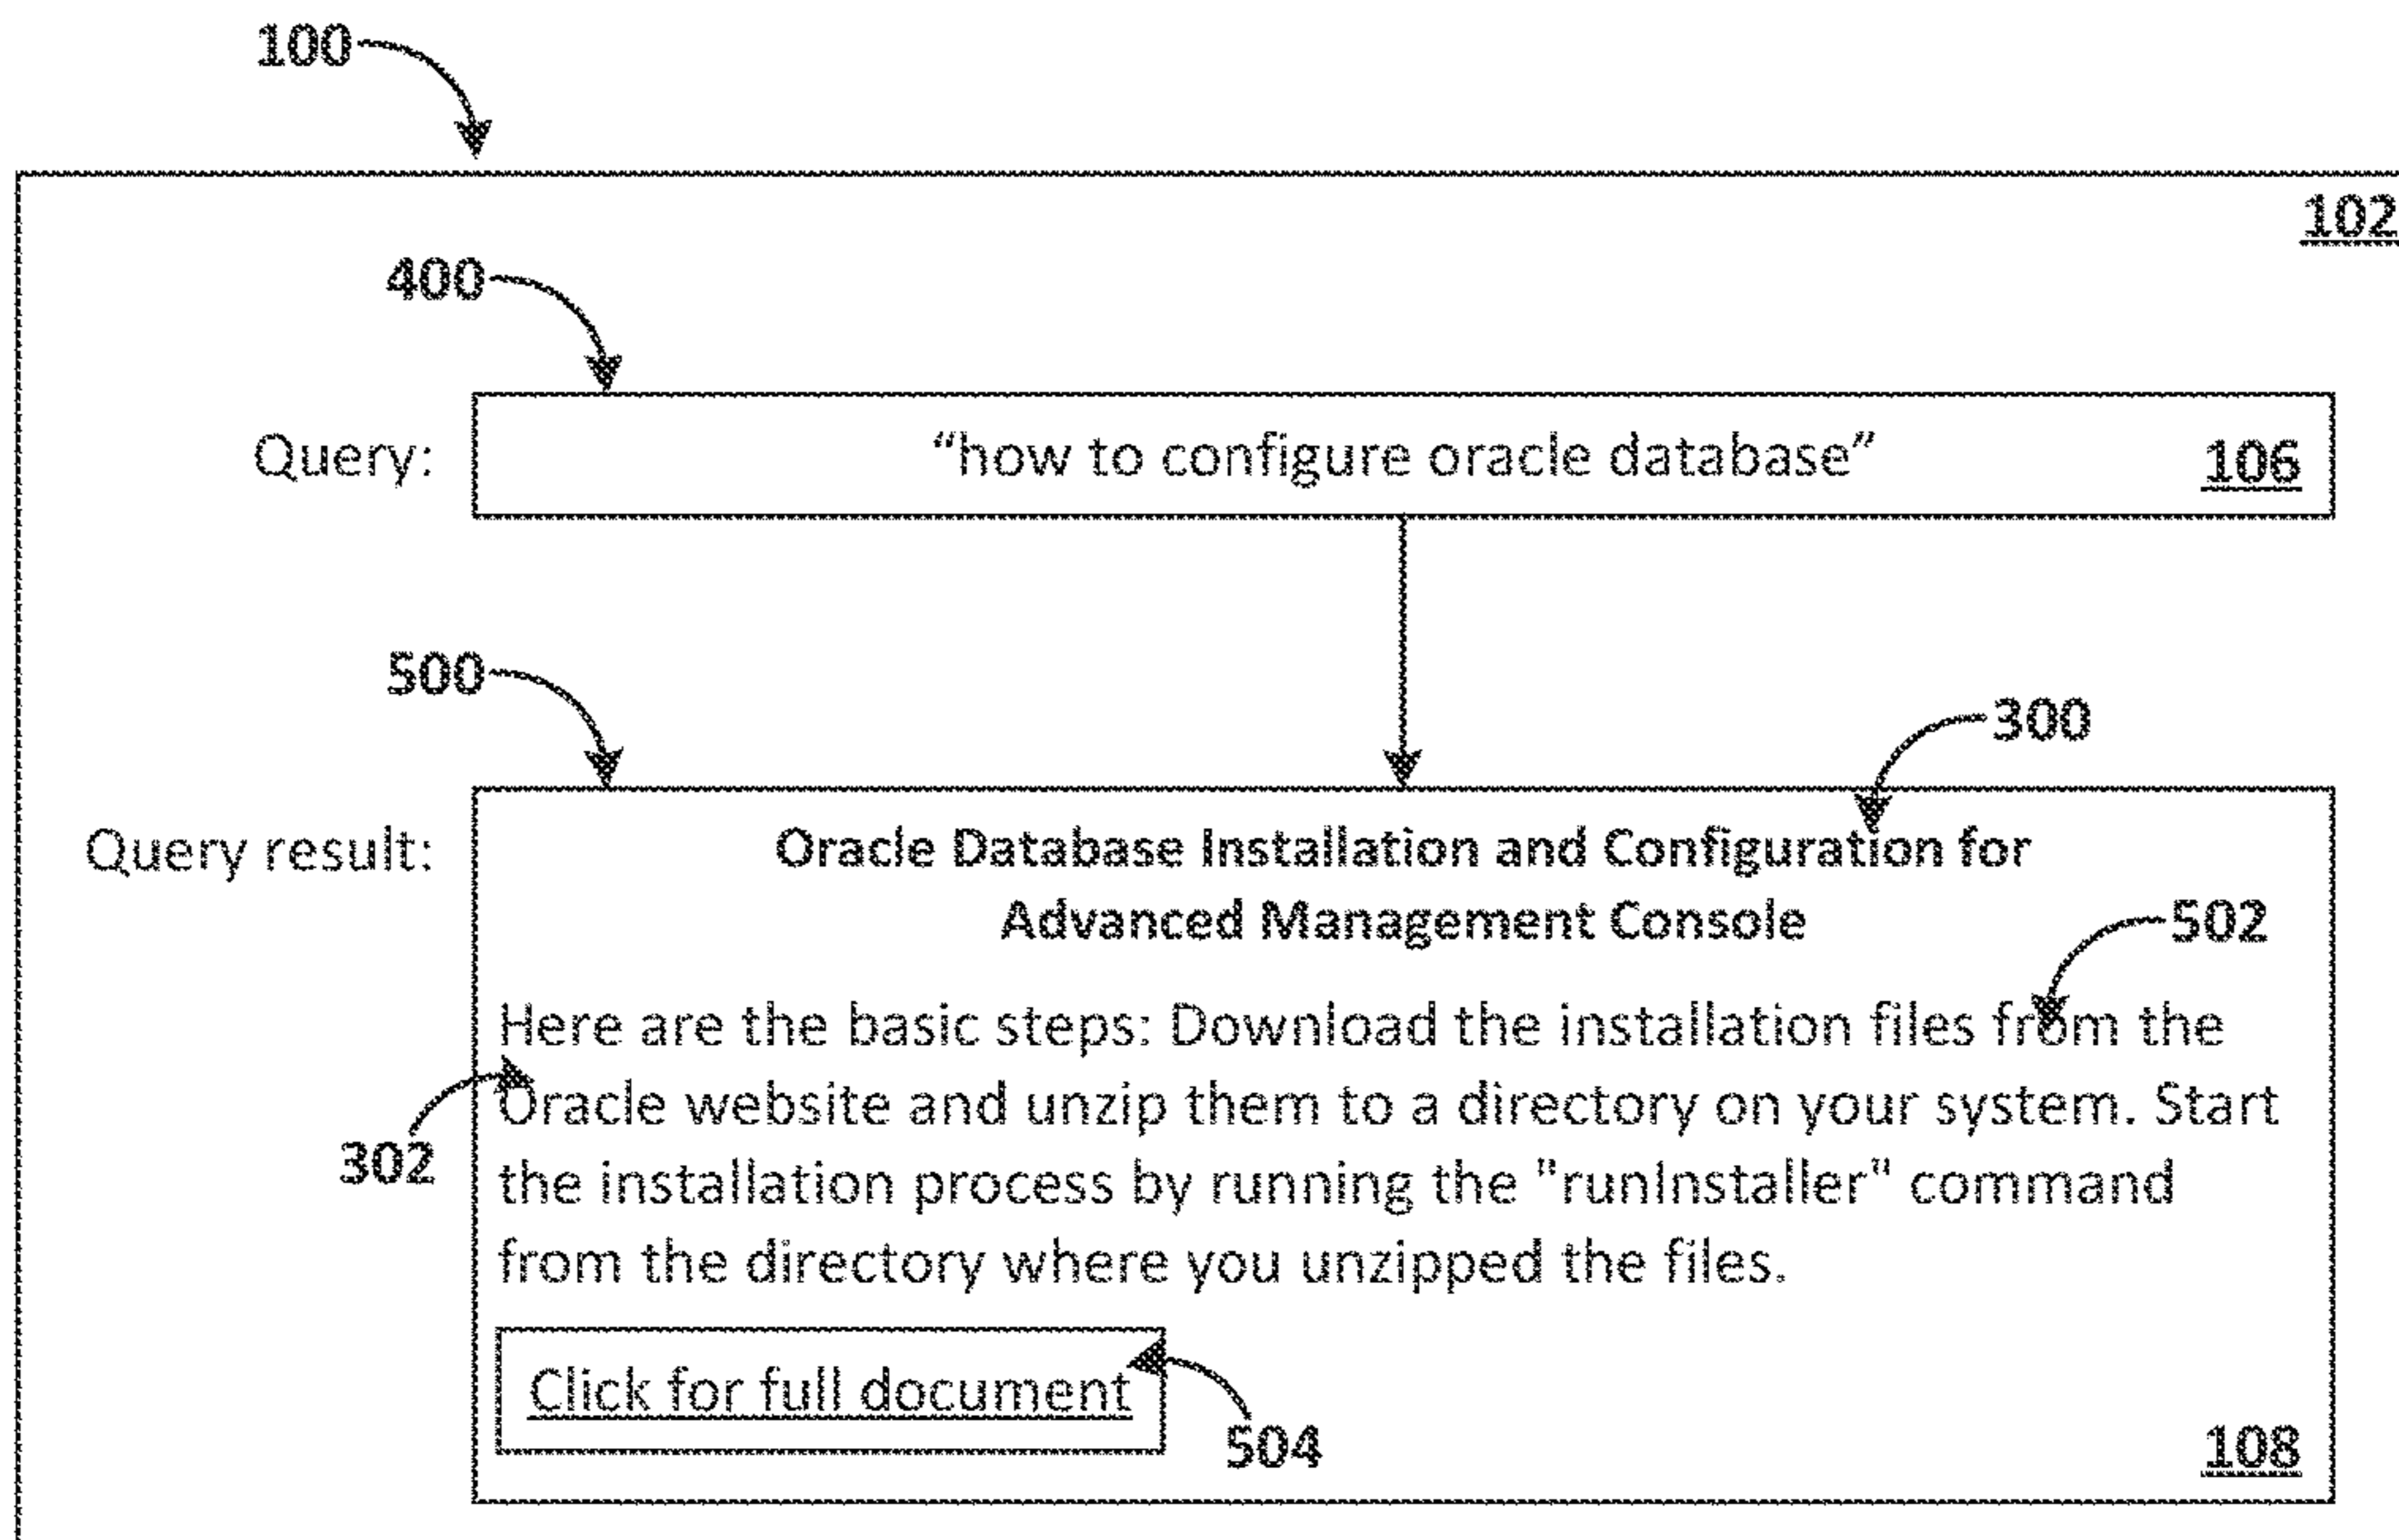 100
102
400
Query: “how to configure oracle database” 106
500
300
Query result: Oracle Database Installation and Configuration for
Advanced Management Console
502
Here are the basic steps: Download the installation files from the
Oracle website and unzip them to a directory on your system. Start
302
the installation process by running the "runInstaller" command
from the directory where you unzipped the files.
Click for full document
504
108